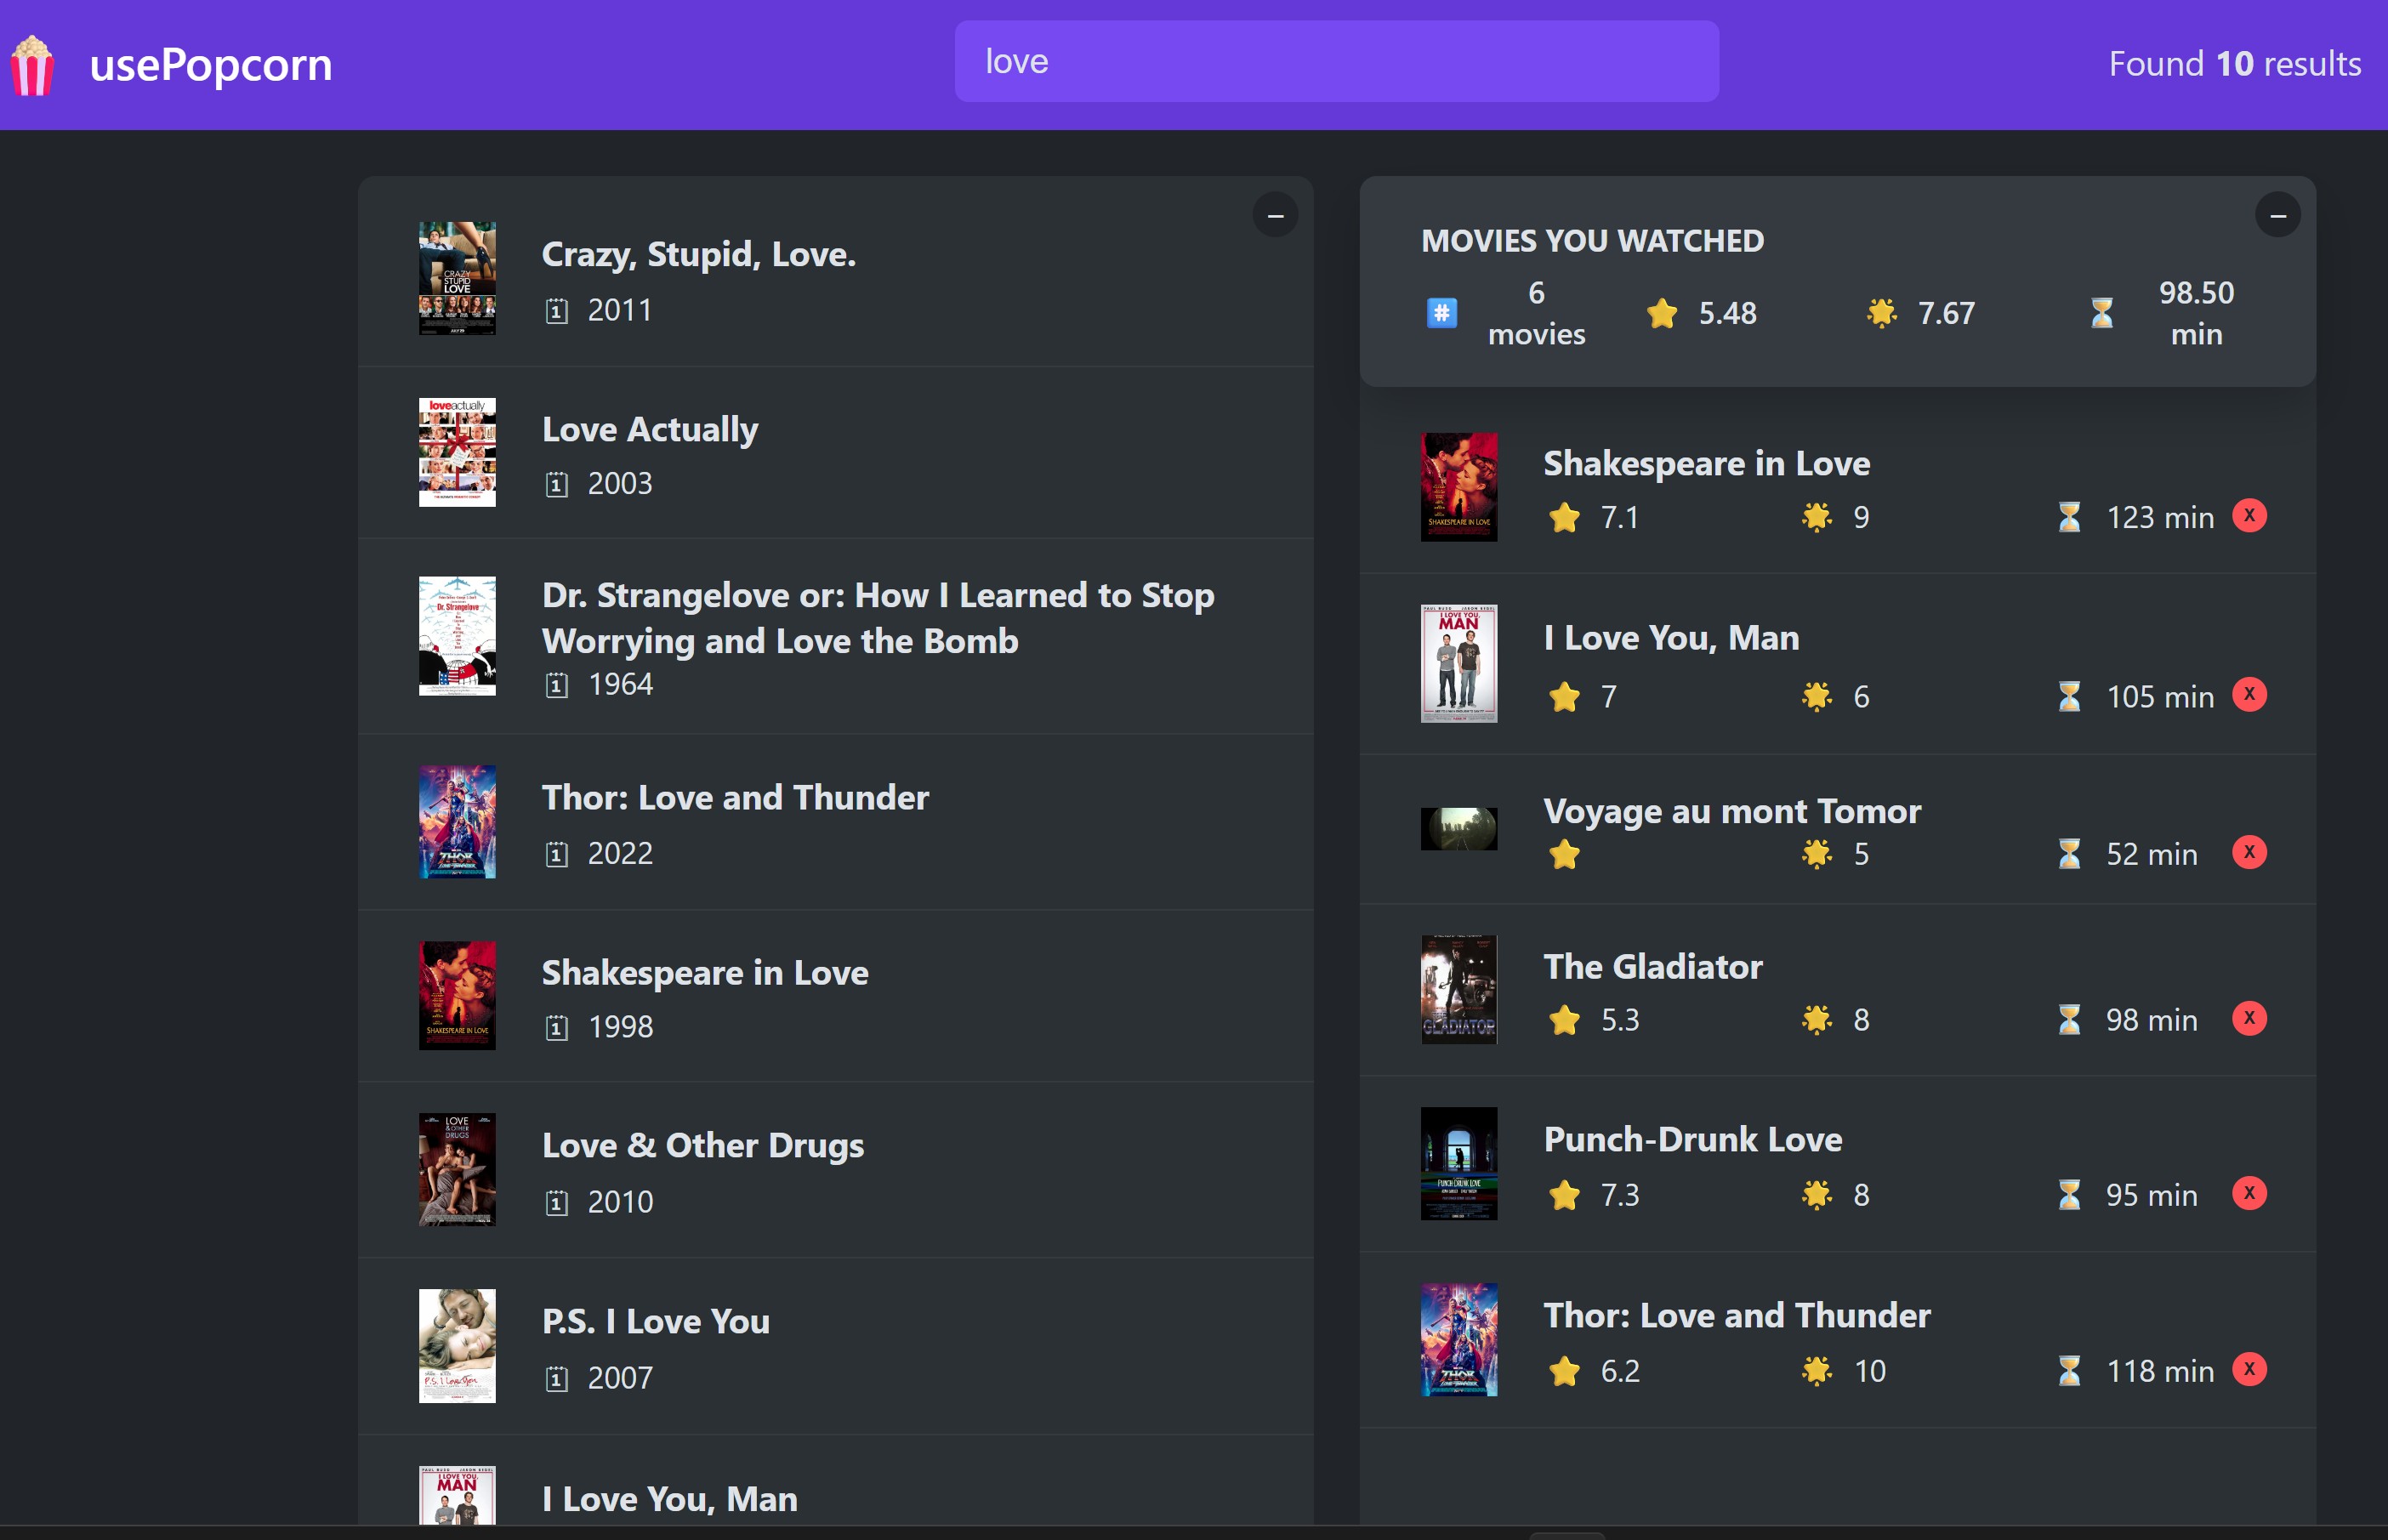 usePopcorn
love
Found 10 results
Crazy, Stupid, Love.
2011
Love Actually
2003
Dr. Strangelove or: How I Learned to Stop
Worrying and Love the Bomb
1964
Thor: Love and Thunder
2022
Shakespeare in Love
1998
Love & Other Drugs
2010
P.S. I Love You
2007
I Love You, Man
MOVIES YOU WATCHED
6
movies
5.48
7.67
98.50
min
Shakespeare in Love
7.1
9
123 min
X
I Love You, Man
7
6
105 min
X
Voyage au mont Tomor
5
52 min
X
The Gladiator
5.3
8
98 min
X
Punch-Drunk Love
7.3
8
95 min
X
Thor: Love and Thunder
6.2
10
118 min
X